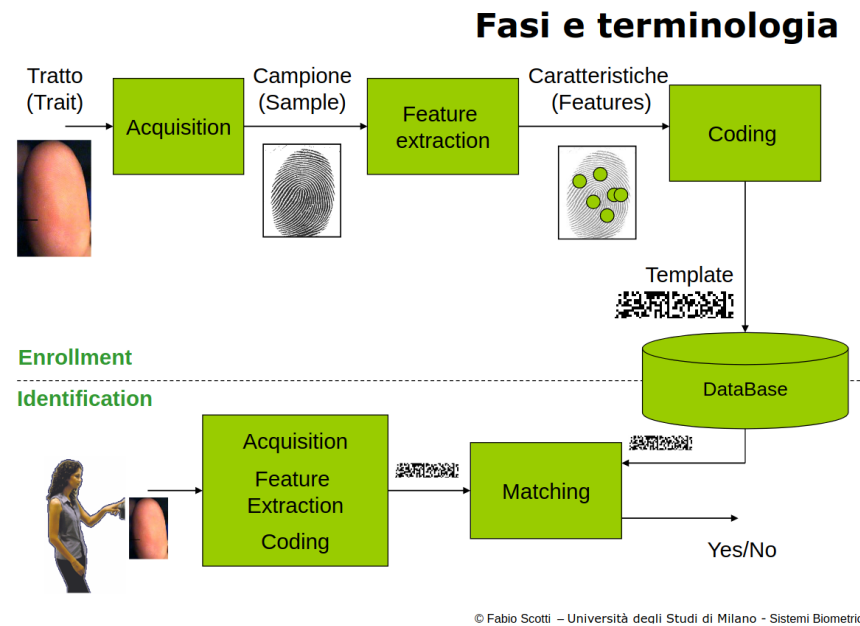 Fasi e terminologia
Tratto
(Trait)
Acquisition
Campione
(Sample)
Feature
extraction
Caratteristiche
(Features)
Coding
Template
Enrollment
DataBase
Identification
Acquisition
Feature
Extraction
Coding
Matching
Yes/No
© Fabio Scotti – Università degli Studi di Milano - Sistemi Biometric